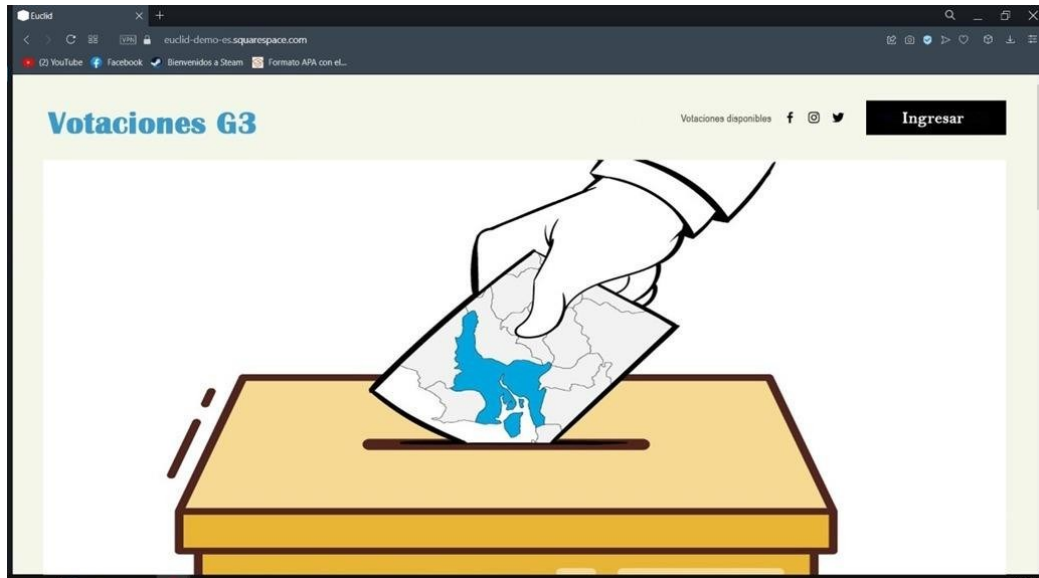 Euclid
VPN euclid-demo-es.squarespace.com
(2) YouTube Facebook Bienvenidos a Steam Formato APA con el...
Votaciones G3
Votaciones disponibles
Ingresar